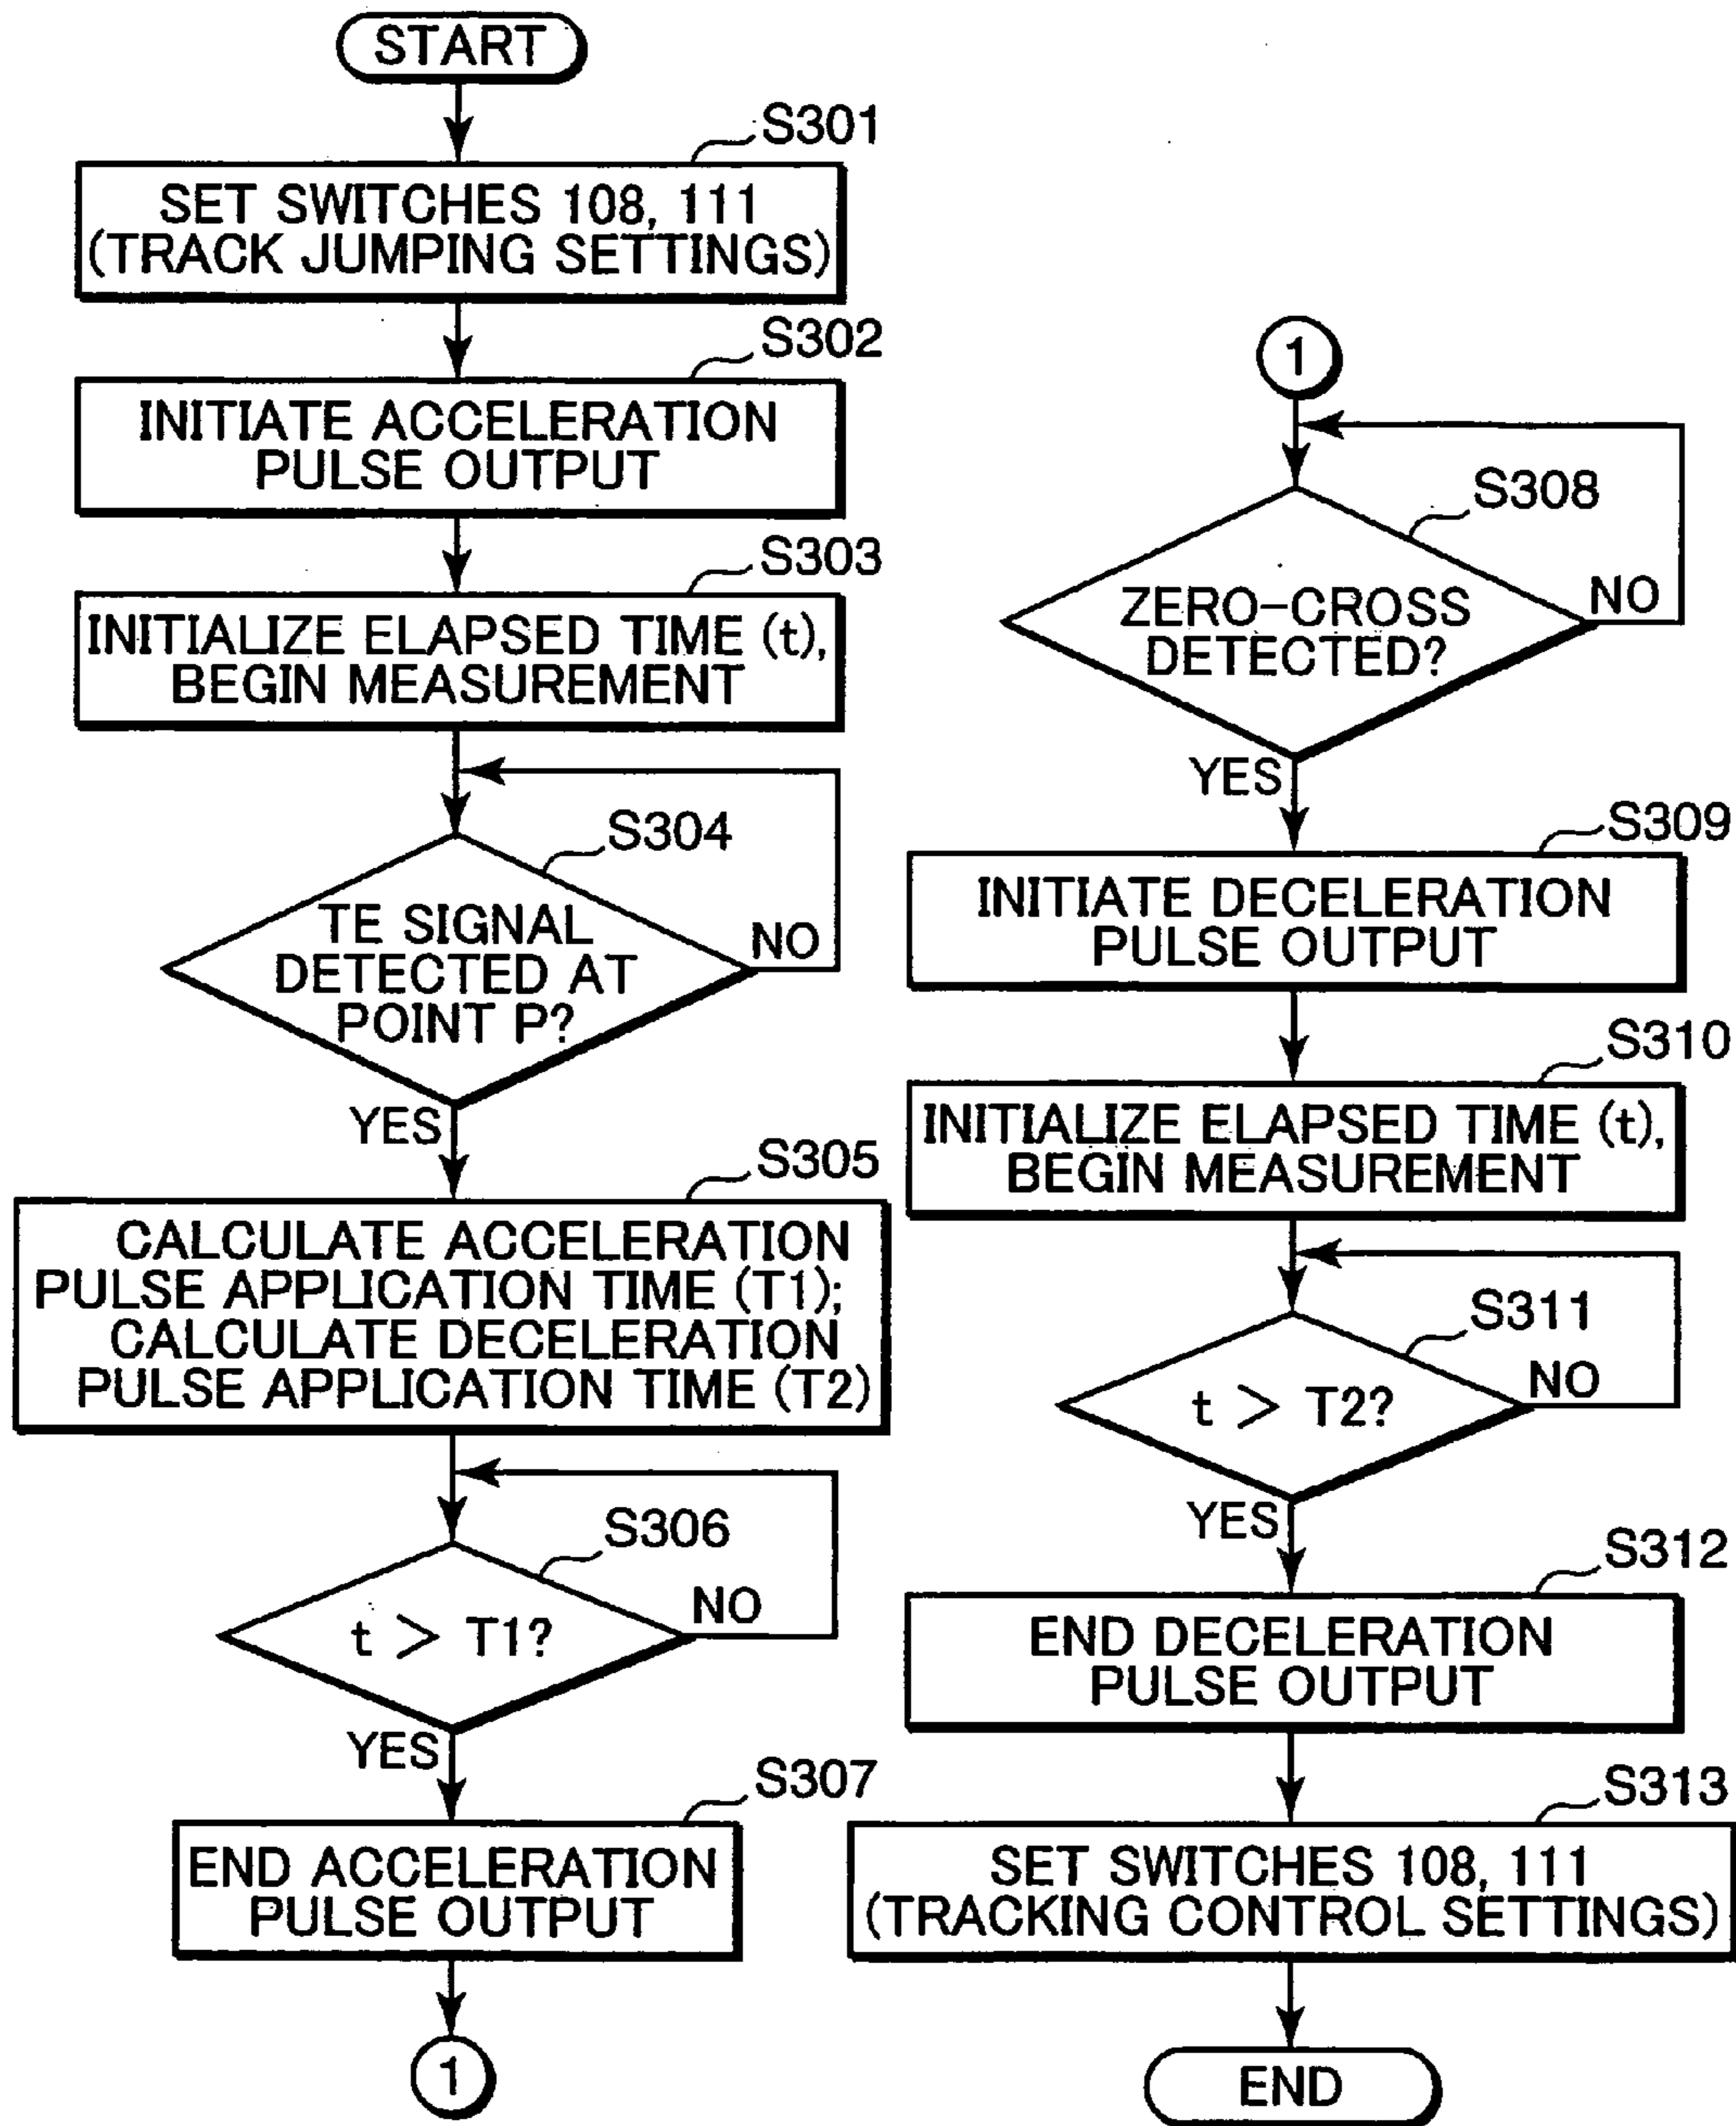 START
S301
SET SWITCHES 108, 111
(TRACK JUMPING SETTINGS)
S302
INITIATE ACCELERATION
PULSE OUTPUT
S303
INITIALIZE ELAPSED TIME (t),
BEGIN MEASUREMENT
S304
TE SIGNAL
DETECTED AT
POINT P?
NO
YES
S305
CALCULATE ACCELERATION
PULSE APPLICATION TIME (T1);
CALCULATE DECELERATION
PULSE APPLICATION TIME (T2)
S306
t > T1?
NO
YES
S307
END ACCELERATION
PULSE OUTPUT
1
1
S308
ZERO-CROSS
DETECTED?
NO
YES
S309
INITIATE DECELERATION
PULSE OUTPUT
S310
INITIALIZE ELAPSED TIME (t),
BEGIN MEASUREMENT
S311
t > T2?
NO
YES
S312
END DECELERATION
PULSE OUTPUT
S313
SET SWITCHES 108, 111
(TRACKING CONTROL SETTINGS)
END